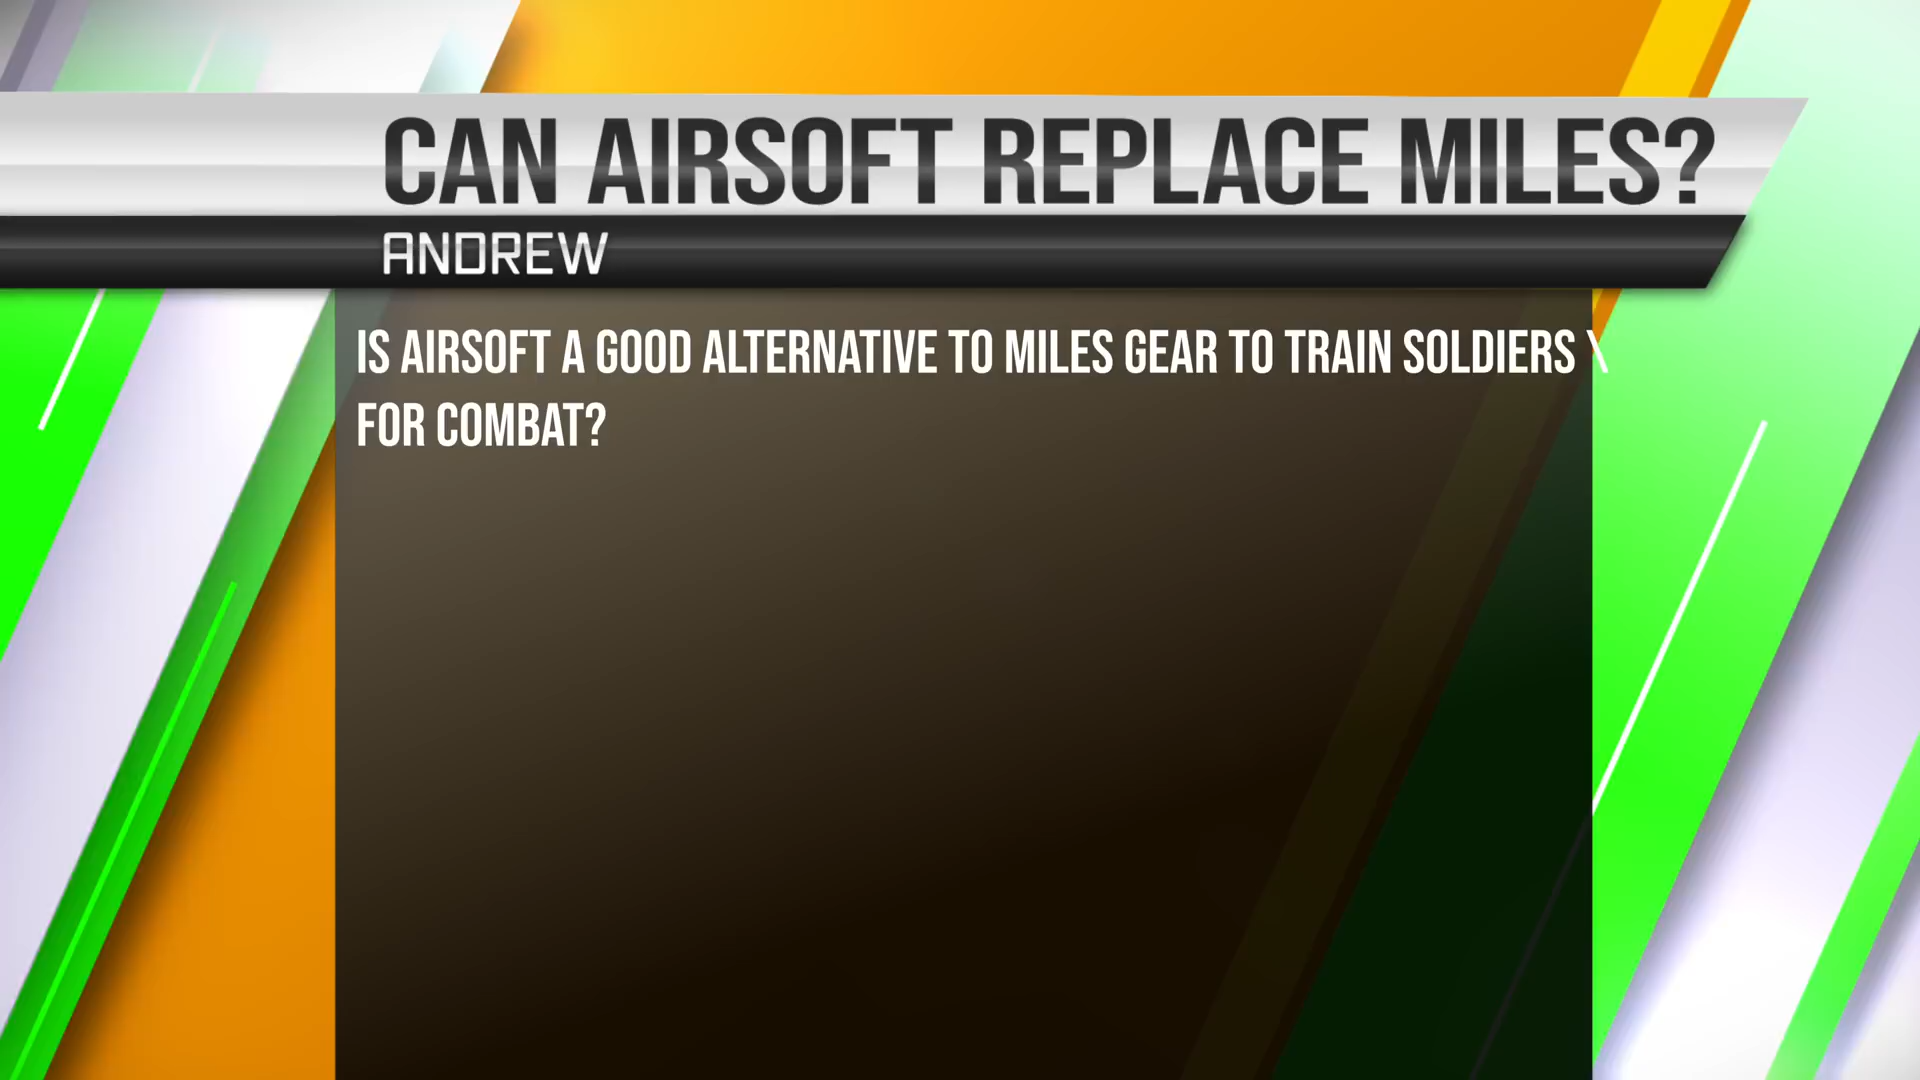 CAN AIRSOFT REPLACE MILES?
ANDREW
IS AIRSOFT A GOOD ALTERNATIVE TO MILES GEAR TO TRAIN SOLDIERS \
FOR COMBAT?